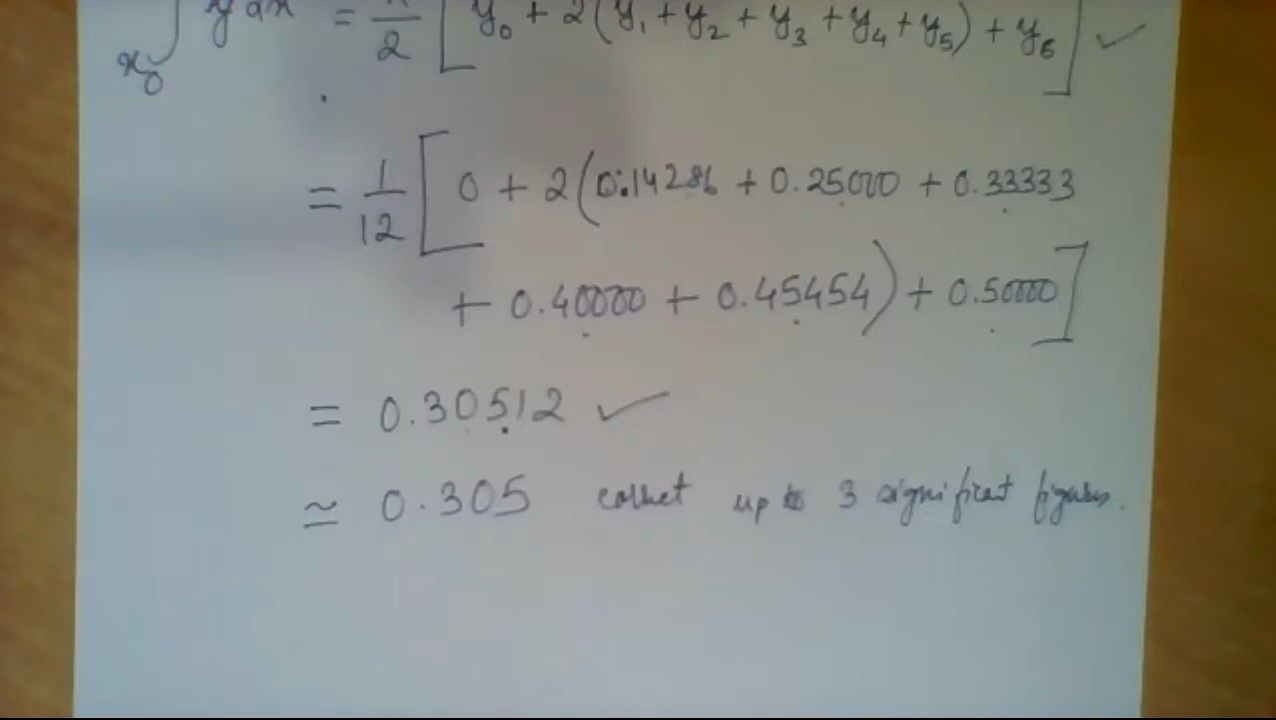 ∫x₀ y dx = h/2 [ y₀ + 2(y₁ + y₂ + y₃ + y₄ + y₅) + y₆ ] ✓
= 1/12 [ 0 + 2(0.14286 + 0.25000 + 0.33333
+ 0.40000 + 0.45454) + 0.50000 ]
= 0.30512 ✓
≃ 0.305 correct up to 3 significant figures.